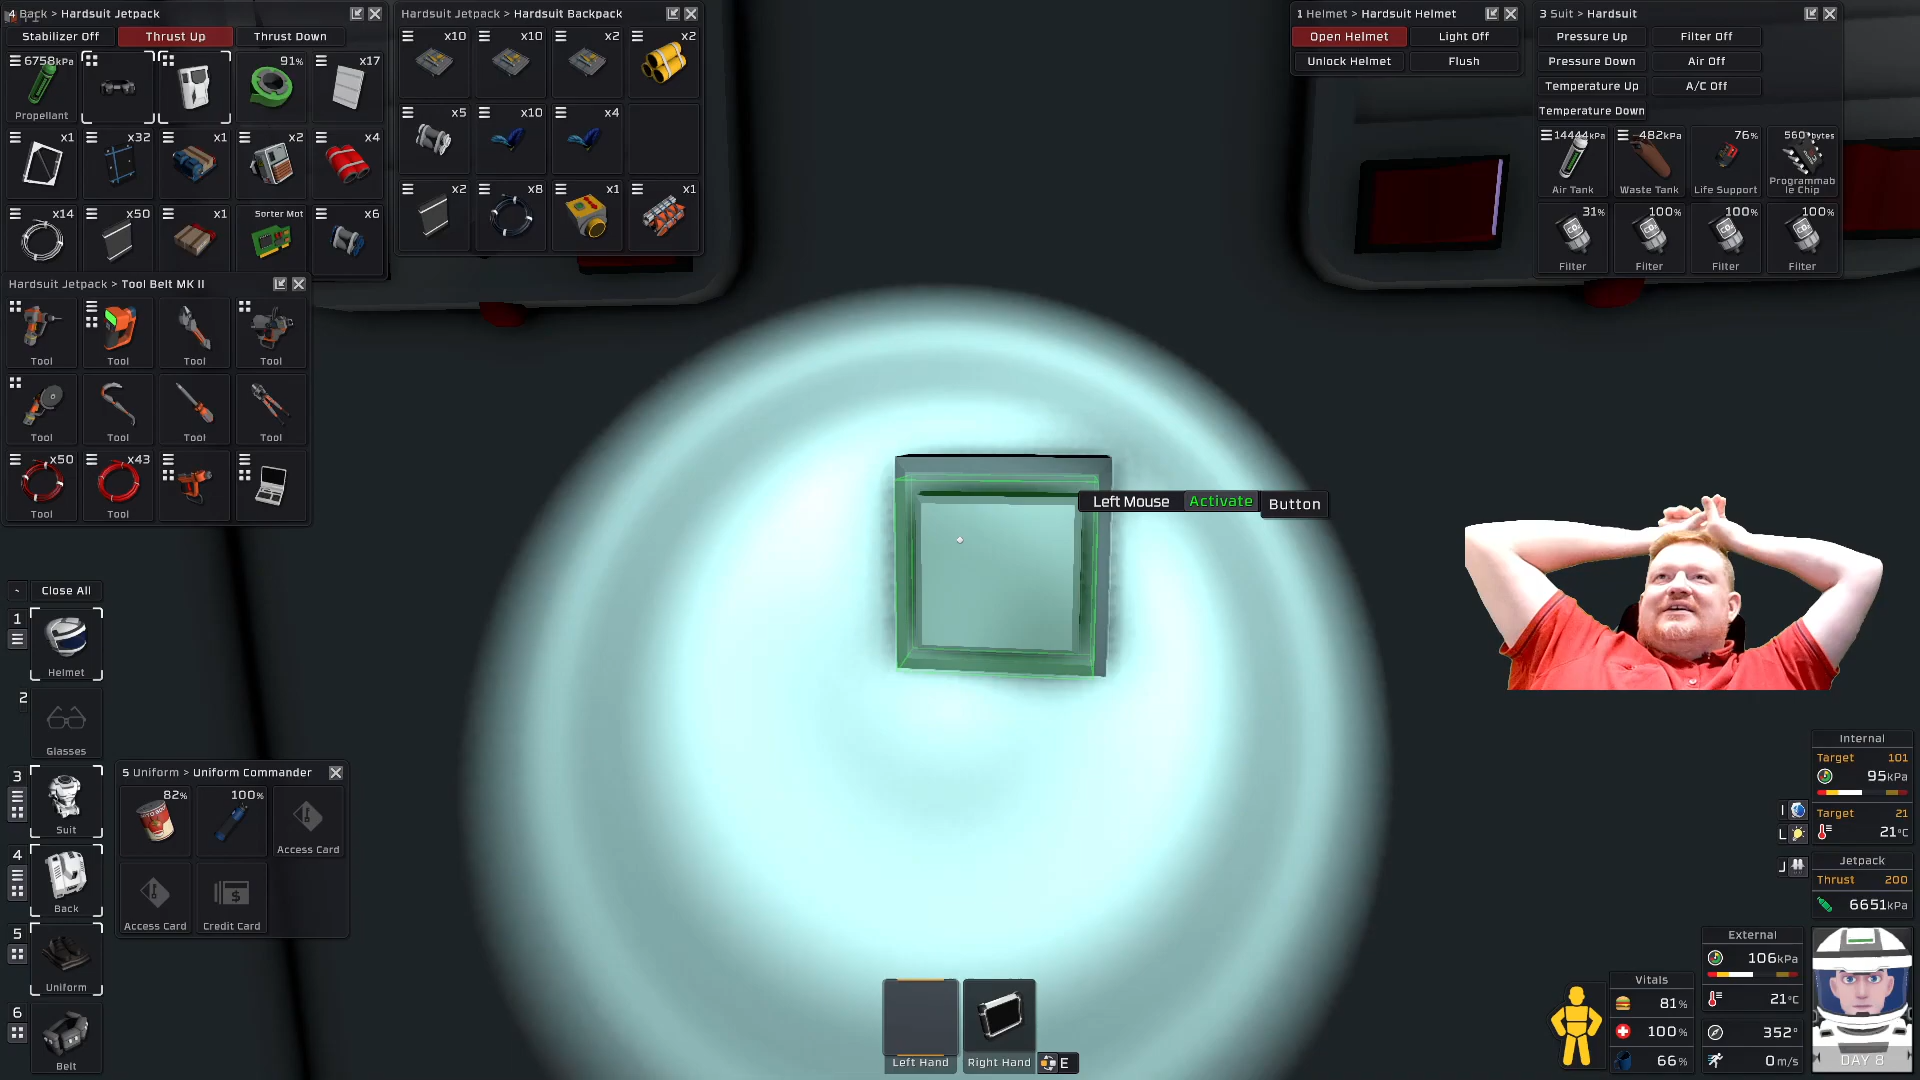 4 Back > Hardsuit Jetpack
Stabilizer Off
Thrust Up
Thrust Down
6758kPa
91%
x17
Propellant
x1
x32
x1
x2
x4
x14
x50
x1
Sorter Mot
x6
Hardsuit Jetpack > Hardsuit Backpack
x10
x10
x2
x2
x5
x10
x4
x2
x8
x1
x1
1 Helmet > Hardsuit Helmet
Open Helmet
Light Off
Unlock Helmet
Flush
3 Suit > Hardsuit
Pressure Up
Filter Off
Pressure Down
Air Off
Temperature Up
A/C Off
Temperature Down
14444kPa
482kPa
76%
560 bytes
Air Tank
Waste Tank
Life Support
Programmab
le Chip
31%
100%
100%
100%
Filter
Filter
Filter
Filter
Hardsuit Jetpack > Tool Belt MK II
Tool
Tool
Tool
Tool
Tool
Tool
Tool
Tool
x50
x43
Tool
Tool
Left Mouse
Activate
Button
~
Close All
1
Helmet
2
Glasses
3
Suit
4
Back
5
Uniform
6
Belt
5 Uniform > Uniform Commander
82%
100%
Access Card
Access Card
Credit Card
Left Hand
Right Hand
E
Internal
Target 101
95kPa
I
Target 21
L
21°C
Jetpack
J
Thrust 200
6651kPa
External
106kPa
21°C
352°
0m/s
Vitals
81%
100%
66%
DAY 8